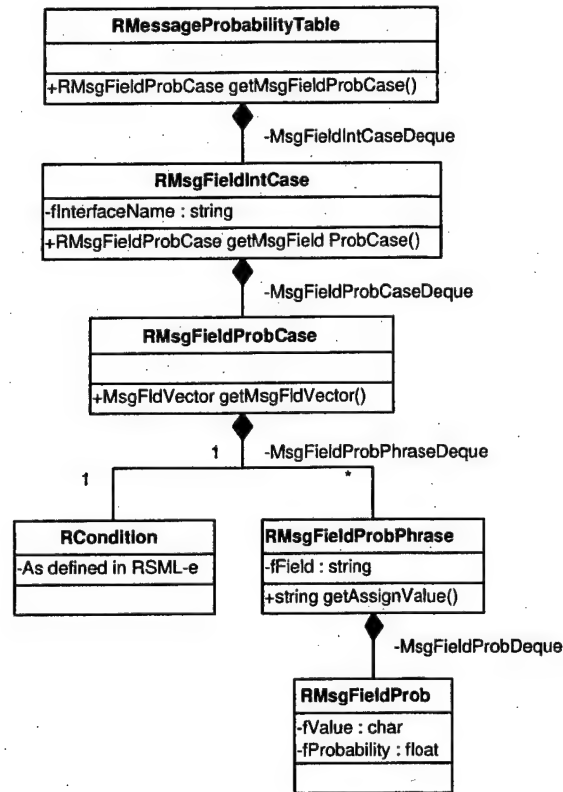 RMessageProbabilityTable
+RMsgFieldProbCase getMsgFieldProbCase()
-MsgFieldIntCaseDeque
RMsgFieldIntCase
-fInterfaceName : string
+RMsgFieldProbCase getMsgField ProbCase()
-MsgFieldProbCaseDeque
RMsgFieldProbCase
+MsgFldVector getMsgFldVector()
1 -MsgFieldProbPhraseDeque
1 *
RCondition
-As defined in RSML-e
RMsgFieldProbPhrase
-fField : string
+string getAssignValue()
-MsgFieldProbDeque
RMsgFieldProb
-fValue : char
-fProbability : float